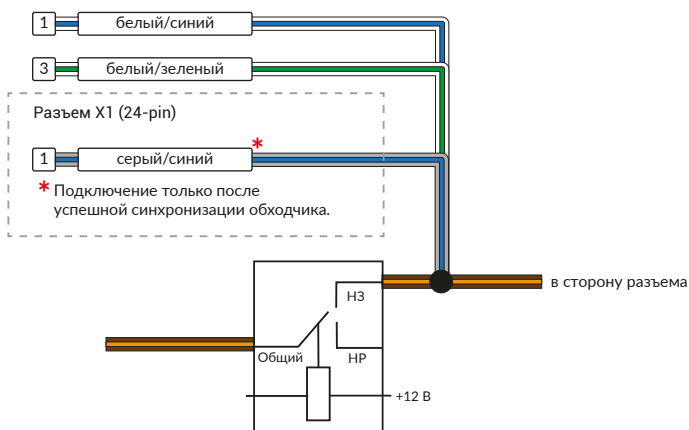 1 белый/синий
3 белый/зеленый
Разъем X1 (24-pin)
1 серый/синий *
* Подключение только после
успешной синхронизации обходчика.
в сторону разъема
НЗ
Общий НР
+12 В